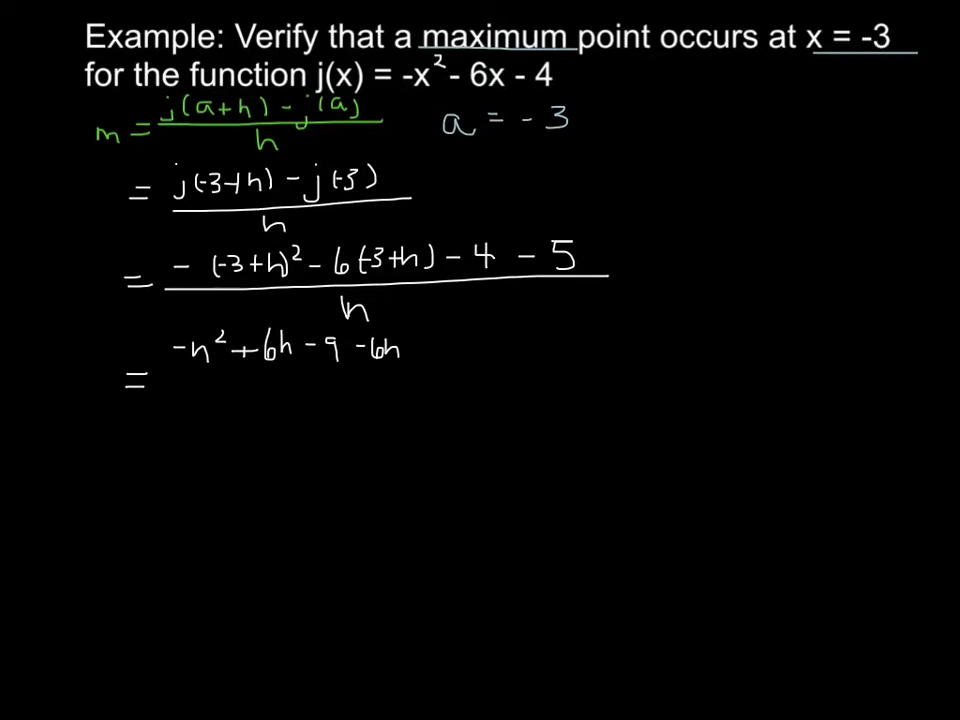 Example: Verify that a maximum point occurs at x = -3
for the function j(x) = -x² - 6x - 4
m = j(a+h) - j(a) / h
a = -3
= j(-3+h) - j(-3) / h
= -(-3+h)² - 6(-3+h) - 4 - 5 / h
= -h² + 6h - 9 - 6h